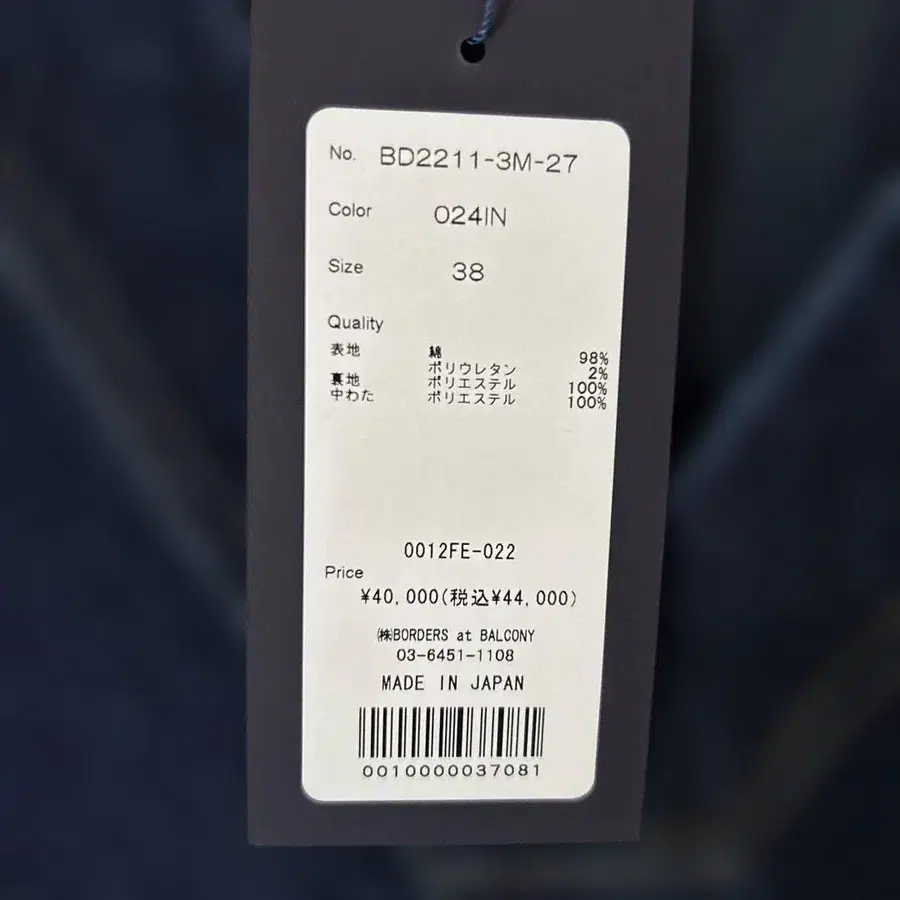 No. BD2211-3M-27
Color 024IN
Size 38
Quality
表地 綿 98%
ポリウレタン 2%
裏地 ポリエステル 100%
中わた ポリエステル 100%
0012FE-022
Price
¥40,000(税込¥44,000)
㈱BORDERS at BALCONY
03-6451-1108
MADE IN JAPAN
0010000037081